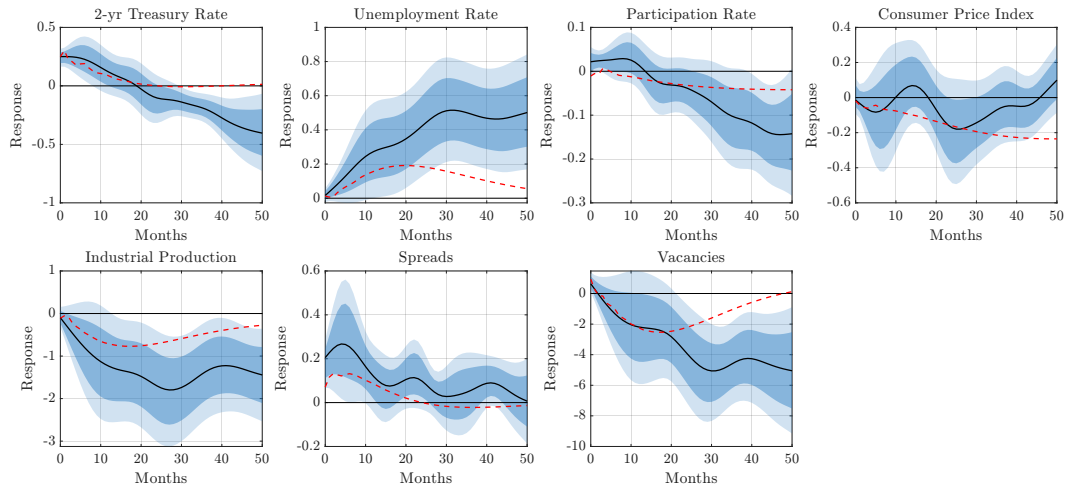 2-yr Treasury Rate
0.5
0
-0.5
-1
0 10 20 30 40 50
Response
Months
Unemployment Rate
1
0.8
0.6
0.4
0.2
0
0 10 20 30 40 50
Response
Months
Participation Rate
0.1
0
-0.1
-0.2
-0.3
0 10 20 30 40 50
Response
Months
Consumer Price Index
0.4
0.2
0
-0.2
-0.4
-0.6
0 10 20 30 40 50
Response
Months
Industrial Production
1
0
-1
-2
-3
0 10 20 30 40 50
Response
Months
Spreads
0.6
0.4
0.2
0
-0.2
0 10 20 30 40 50
Response
Months
Vacancies
0
-2
-4
-6
-8
-10
0 10 20 30 40 50
Response
Months